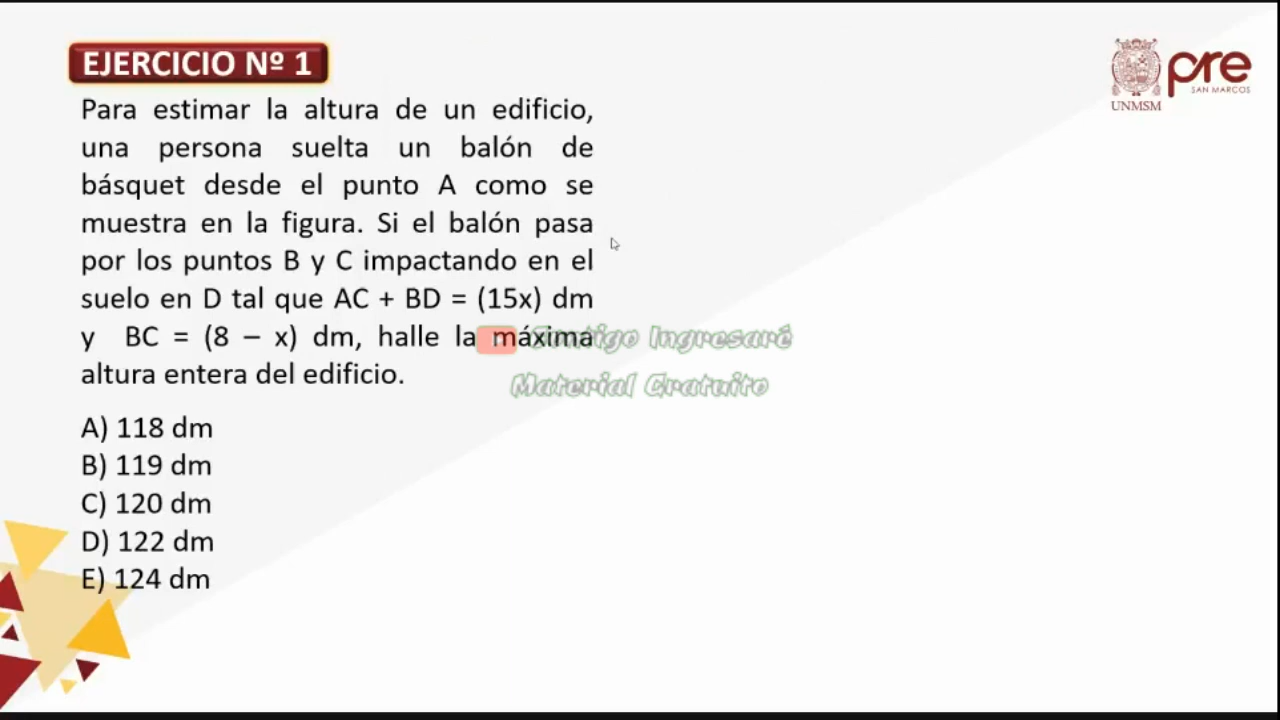 EJERCICIO Nº 1
pre
SAN MARCOS
UNMSM
Para estimar la altura de un edificio,
una persona suelta un balón de
básquet desde el punto A como se
muestra en la figura. Si el balón pasa
por los puntos B y C impactando en el
suelo en D tal que AC + BD = (15x) dm
y BC = (8 – x) dm, halle la máxima
altura entera del edificio.
Contigo Ingresaré
Material Gratuito
A) 118 dm
B) 119 dm
C) 120 dm
D) 122 dm
E) 124 dm